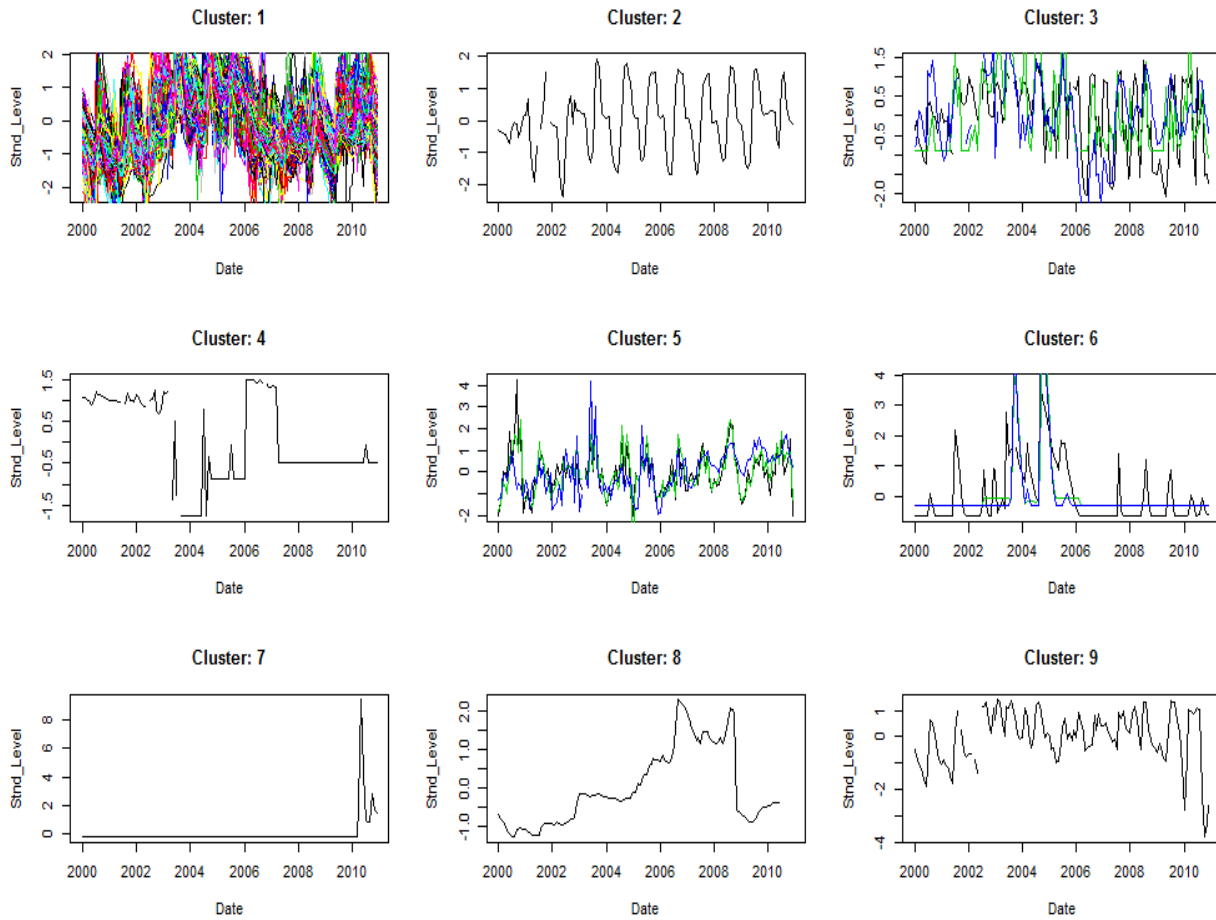 Cluster: 1
Stnd_Level
2
1
0
-1
-2
2000 2002 2004 2006 2008 2010
Date
Cluster: 2
Stnd_Level
2
1
0
-1
-2
2000 2002 2004 2006 2008 2010
Date
Cluster: 3
Stnd_Level
1.5
0.5
-0.5
-2.0
2000 2002 2004 2006 2008 2010
Date
Cluster: 4
Stnd_Level
1.5
0.5
-0.5
-1.5
2000 2002 2004 2006 2008 2010
Date
Cluster: 5
Stnd_Level
4
3
2
1
0
-2
2000 2002 2004 2006 2008 2010
Date
Cluster: 6
Stnd_Level
4
3
2
1
0
2000 2002 2004 2006 2008 2010
Date
Cluster: 7
Stnd_Level
8
6
4
2
0
2000 2002 2004 2006 2008 2010
Date
Cluster: 8
Stnd_Level
2.0
1.0
0.0
-1.0
2000 2002 2004 2006 2008 2010
Date
Cluster: 9
Stnd_Level
1
0
-2
-4
2000 2002 2004 2006 2008 2010
Date